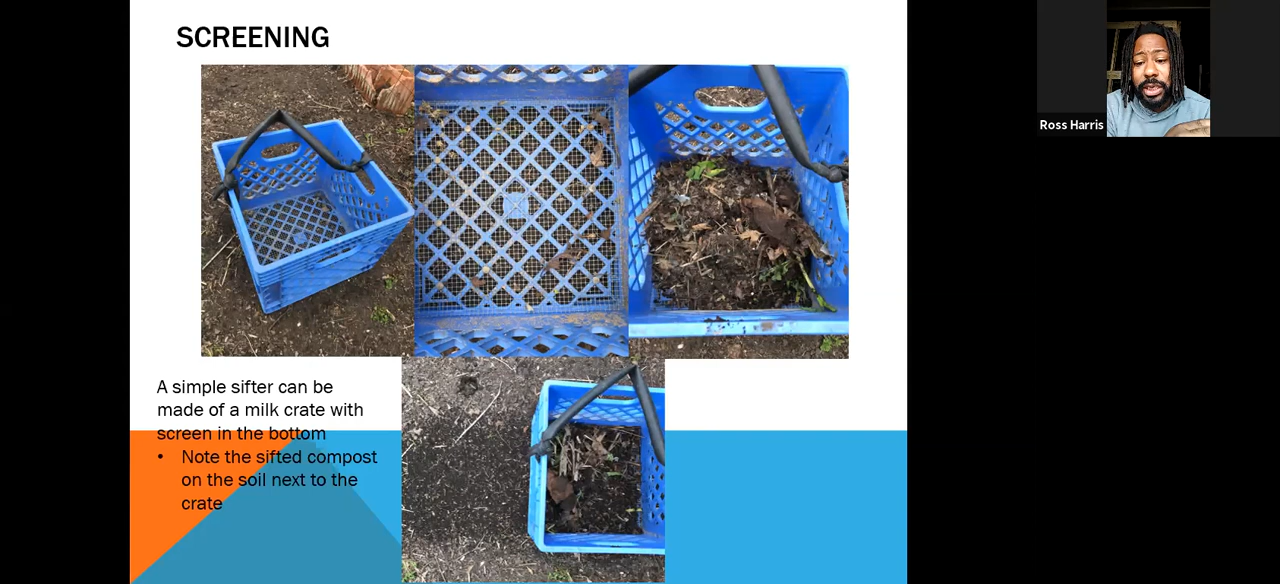 SCREENING
Ross Harris
A simple sifter can be
made of a milk crate with
screen in the bottom
• Note the sifted compost
on the soil next to the
crate